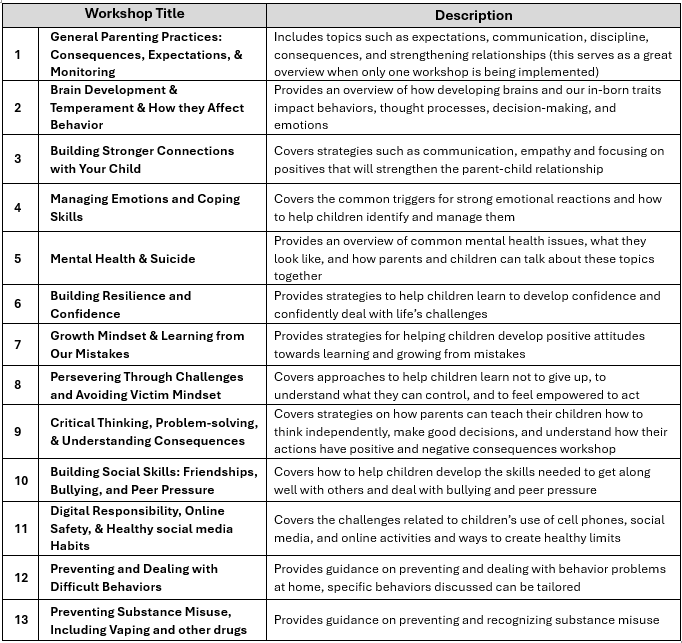 Workshop Title
Description
1
General Parenting Practices:
Consequences, Expectations, &
Monitoring
Includes topics such as expectations, communication, discipline,
consequences, and strengthening relationships (this serves as a great
overview when only one workshop is being implemented)
2
Brain Development &
Temperament & How they Affect
Behavior
Provides an overview of how developing brains and our in-born traits
impact behaviors, thought processes, decision-making, and
emotions
3
Building Stronger Connections
with Your Child
Covers strategies such as communication, empathy and focusing on
positives that will strengthen the parent-child relationship
4
Managing Emotions and Coping
Skills
Covers the common triggers for strong emotional reactions and how
to help children identify and manage them
5
Mental Health & Suicide
Provides an overview of common mental health issues, what they
look like, and how parents and children can talk about these topics
together
6
Building Resilience and
Confidence
Provides strategies to help children learn to develop confidence and
confidently deal with life's challenges
7
Growth Mindset & Learning from
Our Mistakes
Provides strategies for helping children develop positive attitudes
towards learning and growing from mistakes
8
Persevering Through Challenges
and Avoiding Victim Mindset
Covers approaches to help children learn not to give up, to
understand what they can control, and to feel empowered to act
9
Critical Thinking, Problem-solving,
& Understanding Consequences
Covers strategies on how parents can teach their children how to
think independently, make good decisions, and understand how their
actions have positive and negative consequences workshop
10
Building Social Skills: Friendships,
Bullying, and Peer Pressure
Covers how to help children develop the skills needed to get along
well with others and deal with bullying and peer pressure
11
Digital Responsibility, Online
Safety, & Healthy social media
Habits
Covers the challenges related to children's use of cell phones, social
media, and online activities and ways to create healthy limits
12
Preventing and Dealing with
Difficult Behaviors
Provides guidance on preventing and dealing with behavior problems
at home, specific behaviors discussed can be tailored
13
Preventing Substance Misuse,
Including Vaping and other drugs
Provides guidance on preventing and recognizing substance misuse